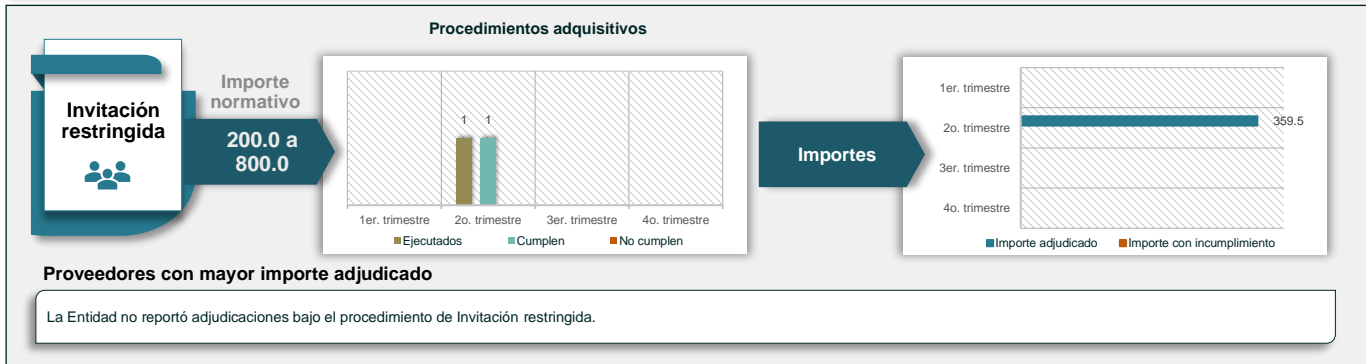 Procedimientos adquisitivos
Invitación
restringida
Importe
normativo
200.0 a
800.0
1 1
1er. trimestre 2o. trimestre 3er. trimestre 4o. trimestre
Ejecutados Cumplen No cumplen
Importes
1er. trimestre
2o. trimestre 359.5
3er. trimestre
4o. trimestre
Importe adjudicado Importe con incumplimiento
Proveedores con mayor importe adjudicado
La Entidad no reportó adjudicaciones bajo el procedimiento de Invitación restringida.